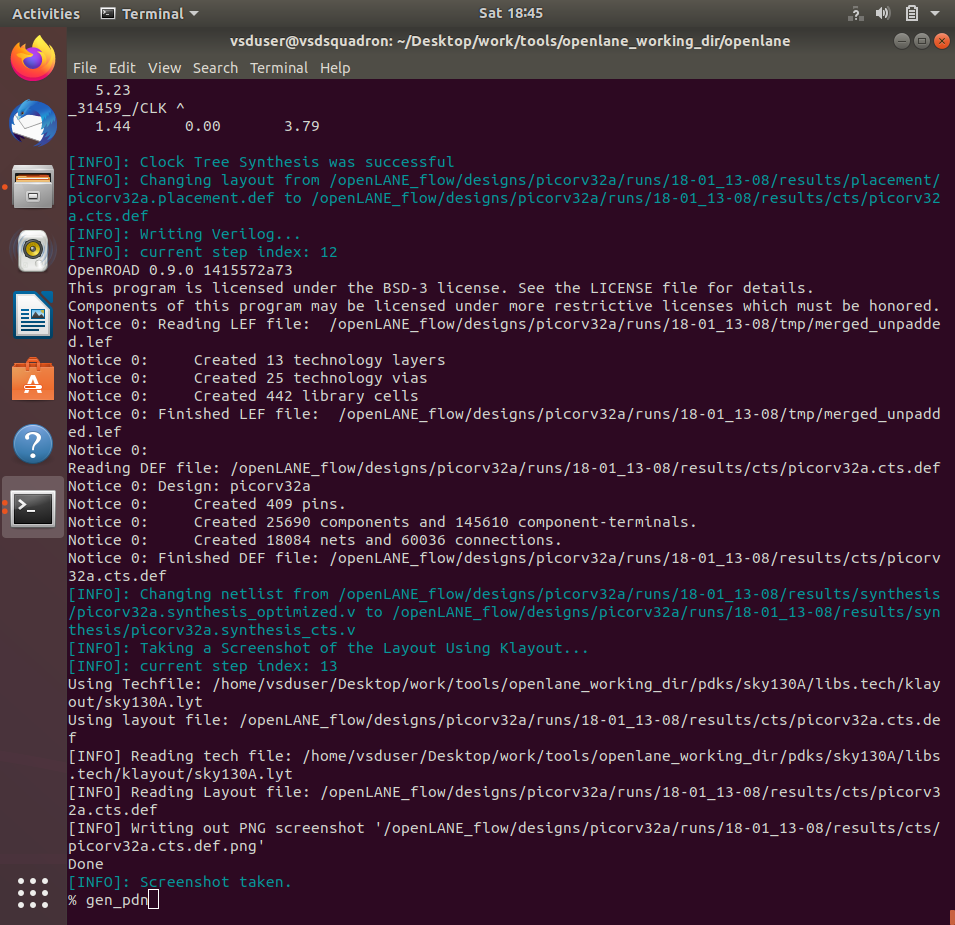 Activities Terminal Sat 18:45
vsduser@vsdsquadron: ~/Desktop/work/tools/openlane_working_dir/openlane
File Edit View Search Terminal Help
5.23
_31459_/CLK ^
1.44 0.00 3.79
[INFO]: Clock Tree Synthesis was successful
[INFO]: Changing layout from /openLANE_flow/designs/picorv32a/runs/18-01_13-08/results/placement/
picorv32a.placement.def to /openLANE_flow/designs/picorv32a/runs/18-01_13-08/results/cts/picorv32
a.cts.def
[INFO]: Writing Verilog...
[INFO]: current step index: 12
OpenROAD 0.9.0 1415572a73
This program is licensed under the BSD-3 license. See the LICENSE file for details.
Components of this program may be licensed under more restrictive licenses which must be honored.
Notice 0: Reading LEF file:  /openLANE_flow/designs/picorv32a/runs/18-01_13-08/tmp/merged_unpadde
d.lef
Notice 0:     Created 13 technology layers
Notice 0:     Created 25 technology vias
Notice 0:     Created 442 library cells
Notice 0: Finished LEF file:  /openLANE_flow/designs/picorv32a/runs/18-01_13-08/tmp/merged_unpadd
ed.lef
Notice 0:
Reading DEF file: /openLANE_flow/designs/picorv32a/runs/18-01_13-08/results/cts/picorv32a.cts.def
Notice 0: Design: picorv32a
Notice 0:     Created 409 pins.
Notice 0:     Created 25690 components and 145610 component-terminals.
Notice 0:     Created 18084 nets and 60036 connections.
Notice 0: Finished DEF file: /openLANE_flow/designs/picorv32a/runs/18-01_13-08/results/cts/picorv
32a.cts.def
[INFO]: Changing netlist from /openLANE_flow/designs/picorv32a/runs/18-01_13-08/results/synthesis
/picorv32a.synthesis_optimized.v to /openLANE_flow/designs/picorv32a/runs/18-01_13-08/results/syn
thesis/picorv32a.synthesis_cts.v
[INFO]: Taking a Screenshot of the Layout Using Klayout...
[INFO]: current step index: 13
Using Techfile: /home/vsduser/Desktop/work/tools/openlane_working_dir/pdks/sky130A/libs.tech/klay
out/sky130A.lyt
Using layout file: /openLANE_flow/designs/picorv32a/runs/18-01_13-08/results/cts/picorv32a.cts.de
f
[INFO] Reading tech file: /home/vsduser/Desktop/work/tools/openlane_working_dir/pdks/sky130A/libs
.tech/klayout/sky130A.lyt
[INFO] Reading Layout file: /openLANE_flow/designs/picorv32a/runs/18-01_13-08/results/cts/picorv3
2a.cts.def
[INFO] Writing out PNG screenshot '/openLANE_flow/designs/picorv32a/runs/18-01_13-08/results/cts/
picorv32a.cts.def.png'
Done
[INFO]: Screenshot taken.
% gen_pdn